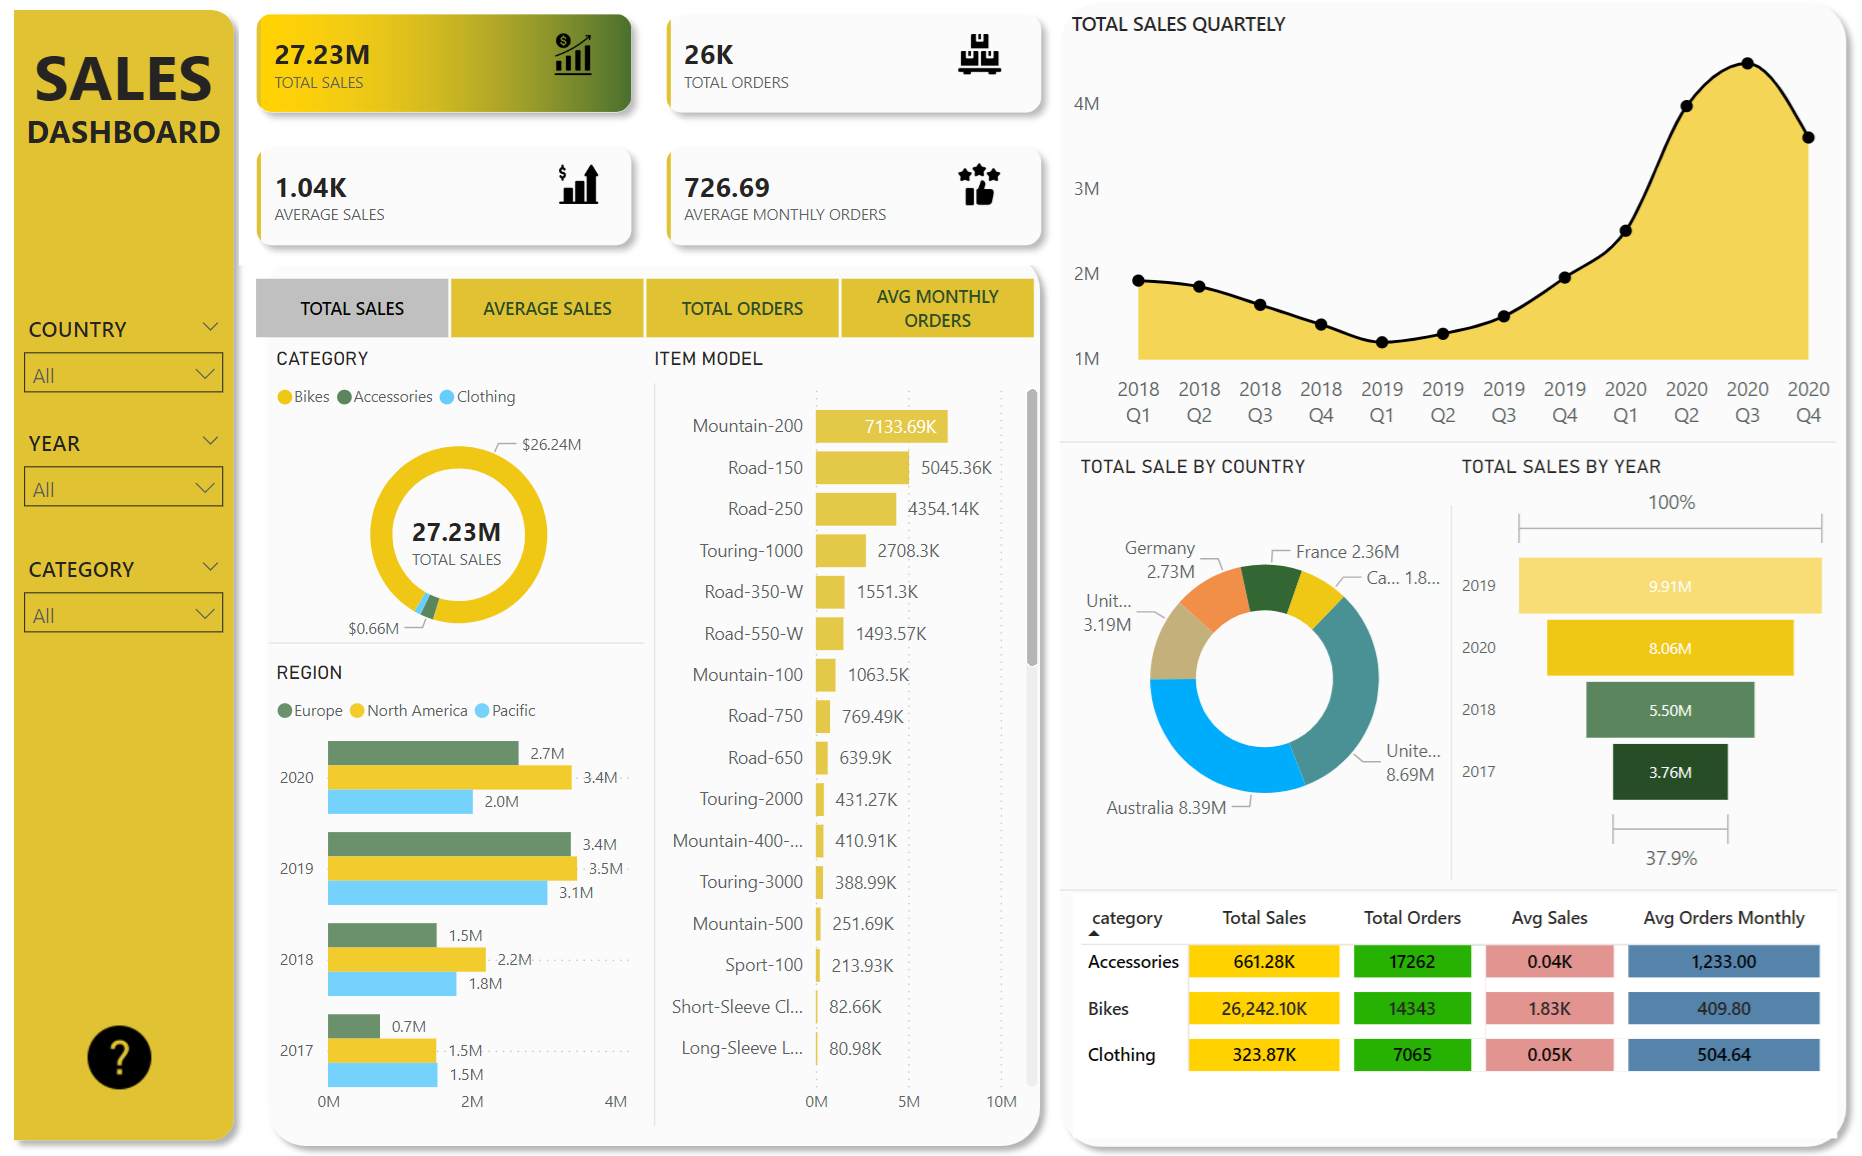 SALES
DASHBOARD
COUNTRY
All
YEAR
All
CATEGORY
All
?
27.23M
TOTAL SALES
$
26K
TOTAL ORDERS
1.04K
AVERAGE SALES
$
726.69
AVERAGE MONTHLY ORDERS
TOTAL SALES
AVERAGE SALES
TOTAL ORDERS
AVG MONTHLY
ORDERS
CATEGORY
Bikes Accessories Clothing
$26.24M
27.23M
TOTAL SALES
$0.66M
REGION
Europe North America Pacific
2020
2.7M
3.4M
2.0M
2019
3.4M
3.5M
3.1M
2018
1.5M
2.2M
1.8M
2017
0.7M
1.5M
1.5M
0M 2M 4M
ITEM MODEL
Mountain-200 7133.69K
Road-150 5045.36K
Road-250 4354.14K
Touring-1000 2708.3K
Road-350-W 1551.3K
Road-550-W 1493.57K
Mountain-100 1063.5K
Road-750 769.49K
Road-650 639.9K
Touring-2000 431.27K
Mountain-400-... 410.91K
Touring-3000 388.99K
Mountain-500 251.69K
Sport-100 213.93K
Short-Sleeve Cl... 82.66K
Long-Sleeve L... 80.98K
0M 5M 10M
TOTAL SALES QUARTELY
4M
3M
2M
1M
2018 2018 2018 2018 2019 2019 2019 2019 2020 2020 2020 2020
Q1 Q2 Q3 Q4 Q1 Q2 Q3 Q4 Q1 Q2 Q3 Q4
TOTAL SALE BY COUNTRY
Germany
2.73M
France 2.36M
Ca... 1.8...
Unit...
3.19M
Unite...
8.69M
Australia 8.39M
TOTAL SALES BY YEAR
100%
2019 9.91M
2020 8.06M
2018 5.50M
2017 3.76M
37.9%
category Total Sales Total Orders Avg Sales Avg Orders Monthly
Accessories 661.28K 17262 0.04K 1,233.00
Bikes 26,242.10K 14343 1.83K 409.80
Clothing 323.87K 7065 0.05K 504.64